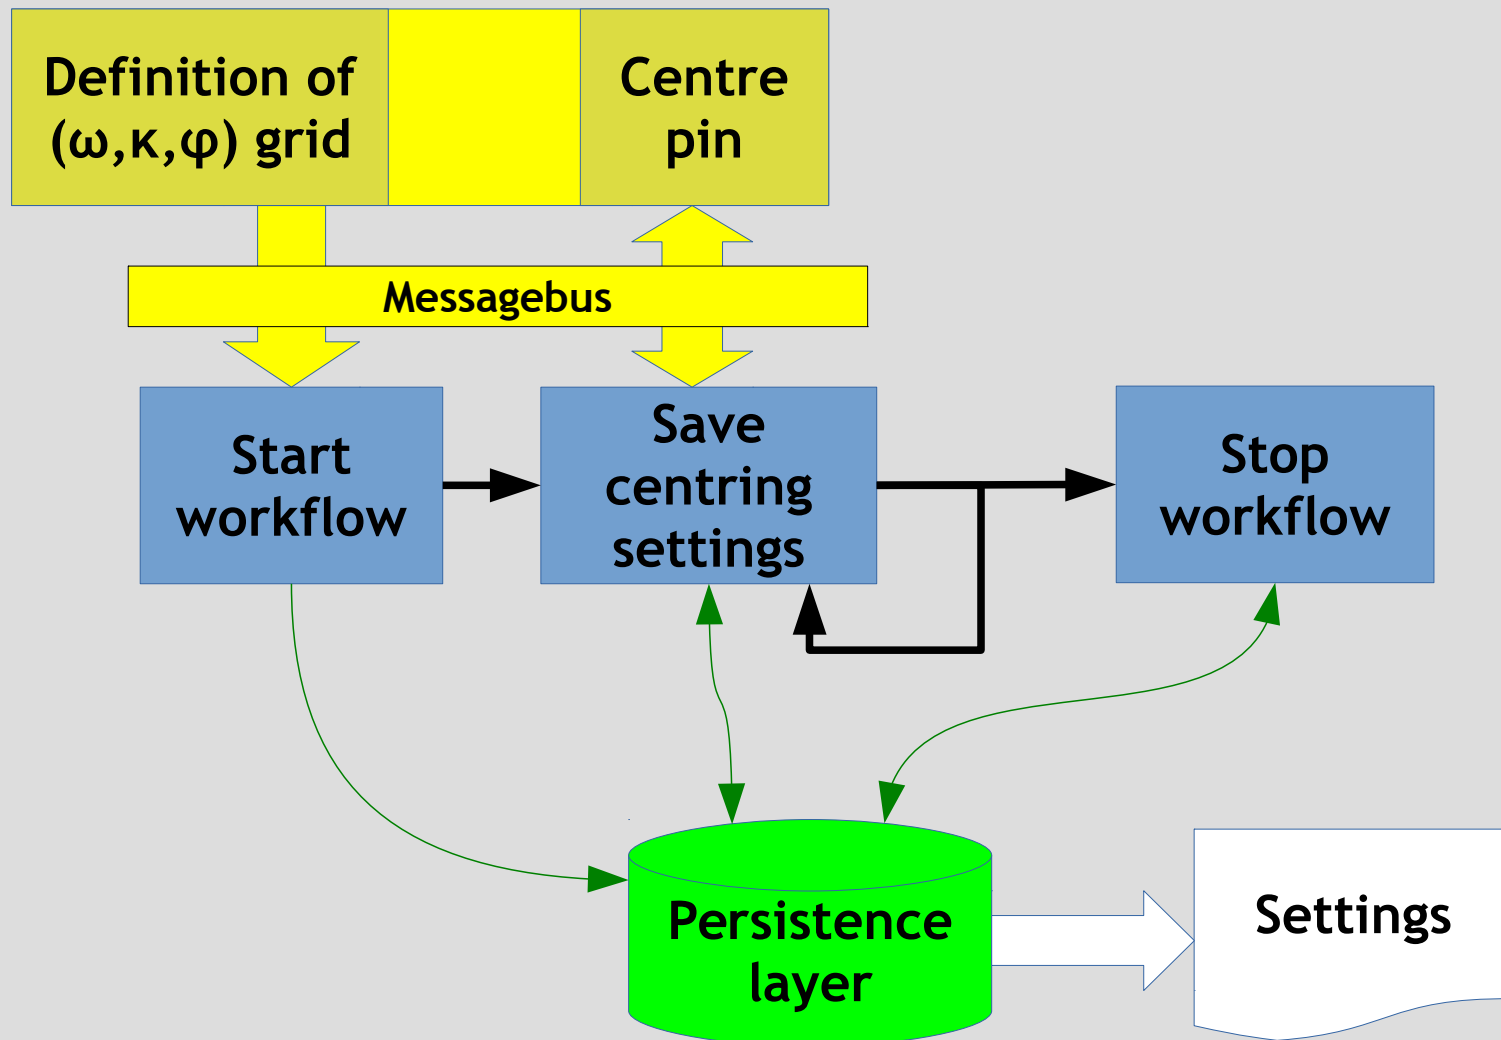 Definition of
(ω,κ,φ) grid
Centre
pin
Messagebus
Start
workflow
Save
centring
settings
Stop
workflow
Persistence
layer
Settings